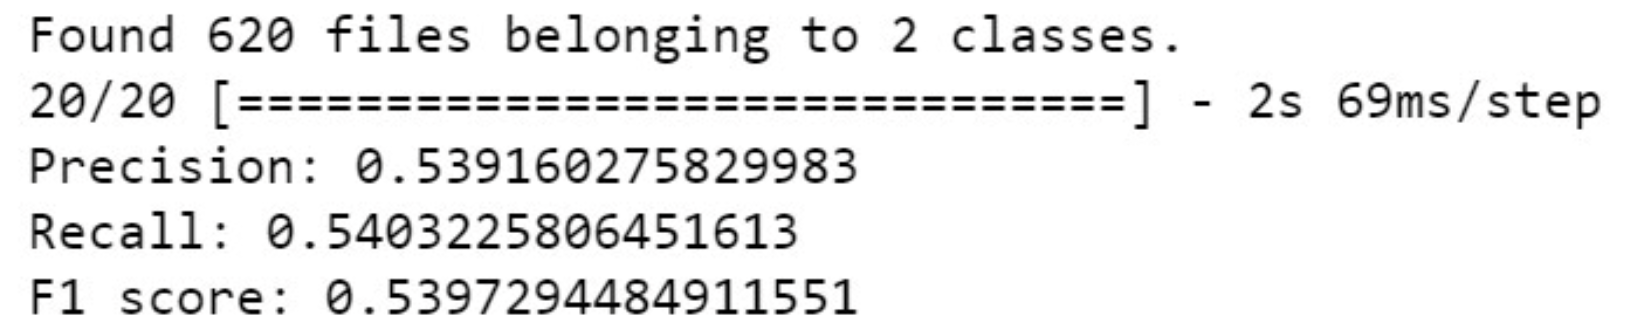 Found 620 files belonging to 2 classes.
20/20 [==============================] - 2s 69ms/step
Precision: 0.539160275829983
Recall: 0.5403225806451613
F1 score: 0.5397294484911551